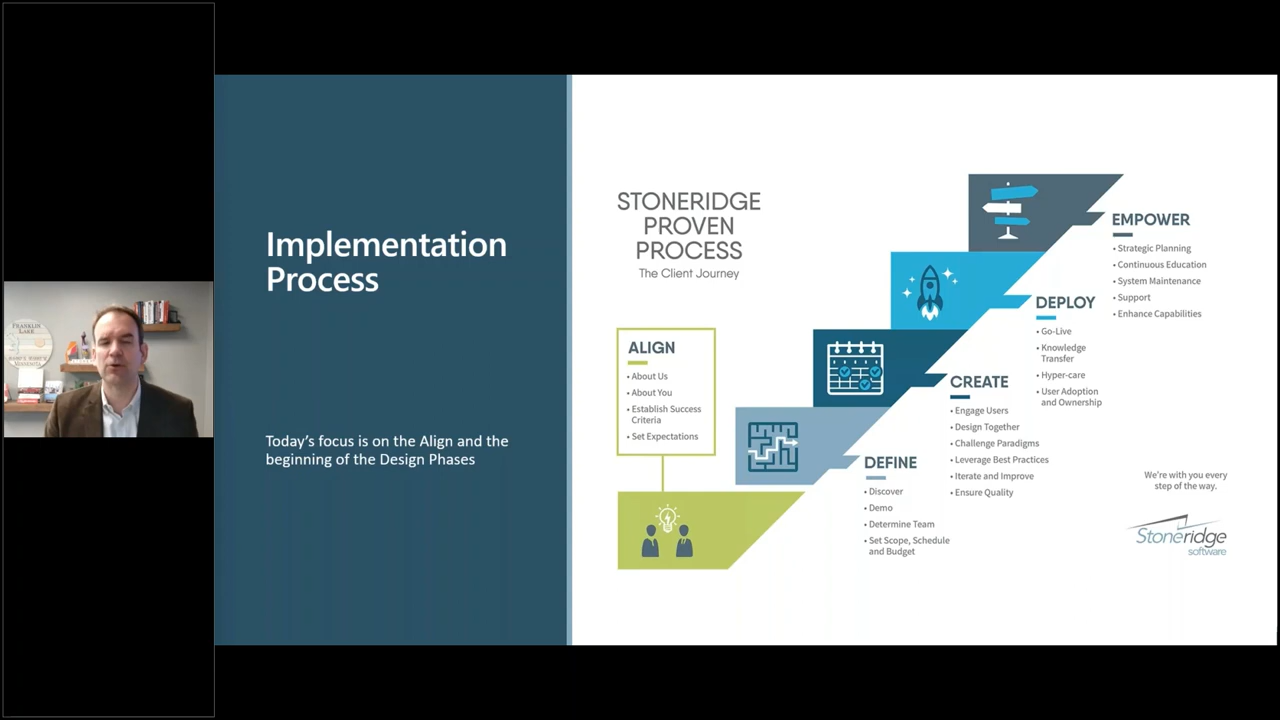 Implementation
Process
Today's focus is on the Align and the
beginning of the Design Phases
STONERIDGE
PROVEN
PROCESS
The Client Journey
ALIGN
• About Us
• About You
• Establish Success
Criteria
• Set Expectations
DEFINE
• Discover
• Demo
• Determine Team
• Set Scope, Schedule
and Budget
CREATE
• Engage Users
• Design Together
• Challenge Paradigms
• Leverage Best Practices
• Iterate and Improve
• Ensure Quality
DEPLOY
• Go-Live
• Knowledge
Transfer
• Hyper-care
• User Adoption
and Ownership
EMPOWER
• Strategic Planning
• Continuous Education
• System Maintenance
• Support
• Enhance Capabilities
We're with you every
step of the way.
Stoneridge
software
FRANKLIN
LAKE
MINNESOTA